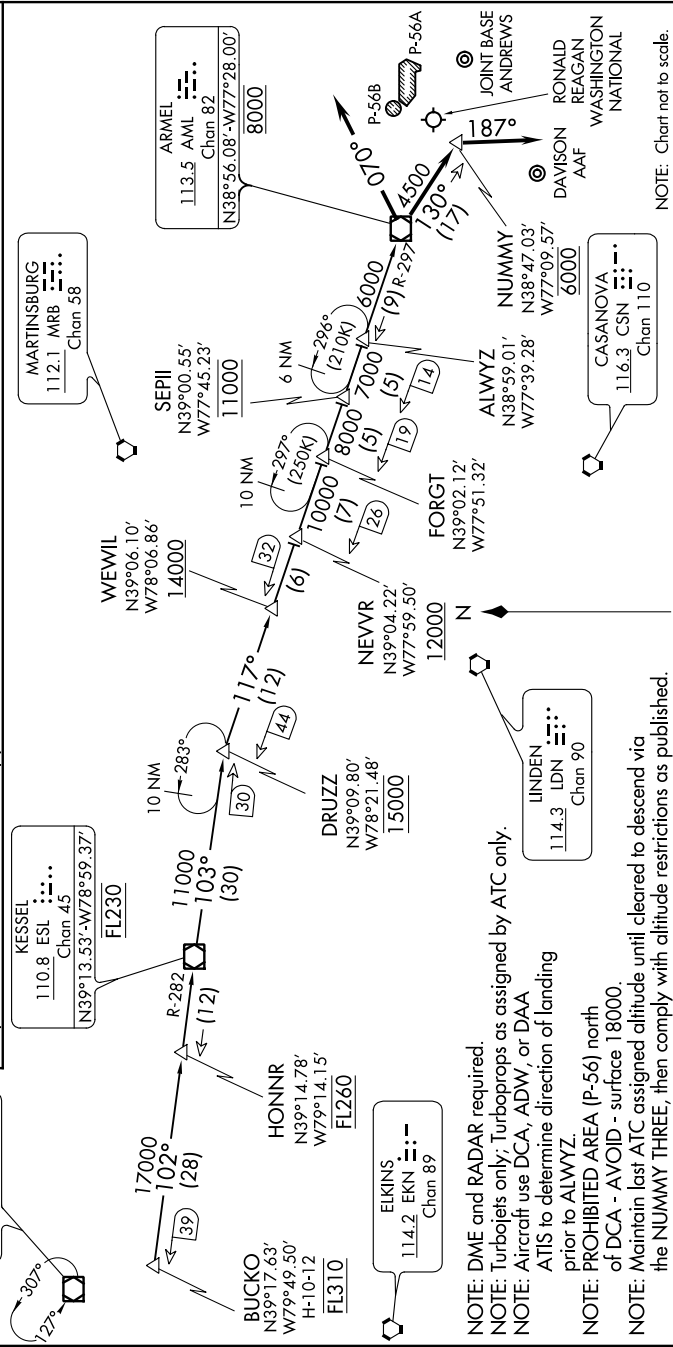 127°
307°
BUCKO
N39°17.63'
W79°49.50'
H-10-12
FL310
39
17000
102°
(28)
HONNR
N39°14.78'
W79°14.15'
FL260
R-282
(12)
KESSEL
110.8 ESL
Chan 45
N39°13.53'-W78°59.37'
FL230
11000
103°
(30)
30
10 NM
283°
DRUZZ
N39°09.80'
W78°21.48'
15000
44
117°
(12)
WEWIL
N39°06.10'
W78°06.86'
14000
32
(6)
NEVVR
N39°04.22'
W77°59.50'
12000
26
10000
(7)
10 NM
297°
(250K)
FORGT
N39°02.12'
W77°51.32'
19
8000
(5)
SEPII
N39°00.55'
W77°45.23'
11000
14
7000
(5)
6 NM
296°
(210K)
ALWYZ
N38°59.01'
W77°39.28'
6000
(9)
R-297
ARMEL
113.5 AML
Chan 82
N38°56.08'-W77°28.00'
8000
070°
4500
130°
(17)
NUMMY
N38°47.03'
W77°09.57'
6000
187°
P-56B
P-56A
JOINT BASE
ANDREWS
RONALD
REAGAN
WASHINGTON
NATIONAL
DAVISON
AAF
MARTINSBURG
112.1 MRB
Chan 58
CASANOVA
116.3 CSN
Chan 110
LINDEN
114.3 LDN
Chan 90
ELKINS
114.2 EKN
Chan 89
N
NOTE: DME and RADAR required.
NOTE: Turbojets only; Turboprops as assigned by ATC only.
NOTE: Aircraft use DCA, ADW, or DAA
ATIS to determine direction of landing
prior to ALWYZ.
NOTE: PROHIBITED AREA (P-56) north
of DCA - AVOID - surface 18000.
NOTE: Maintain last ATC assigned altitude until cleared to descend via
the NUMMY THREE, then comply with altitude restrictions as published.
NOTE: Chart not to scale.